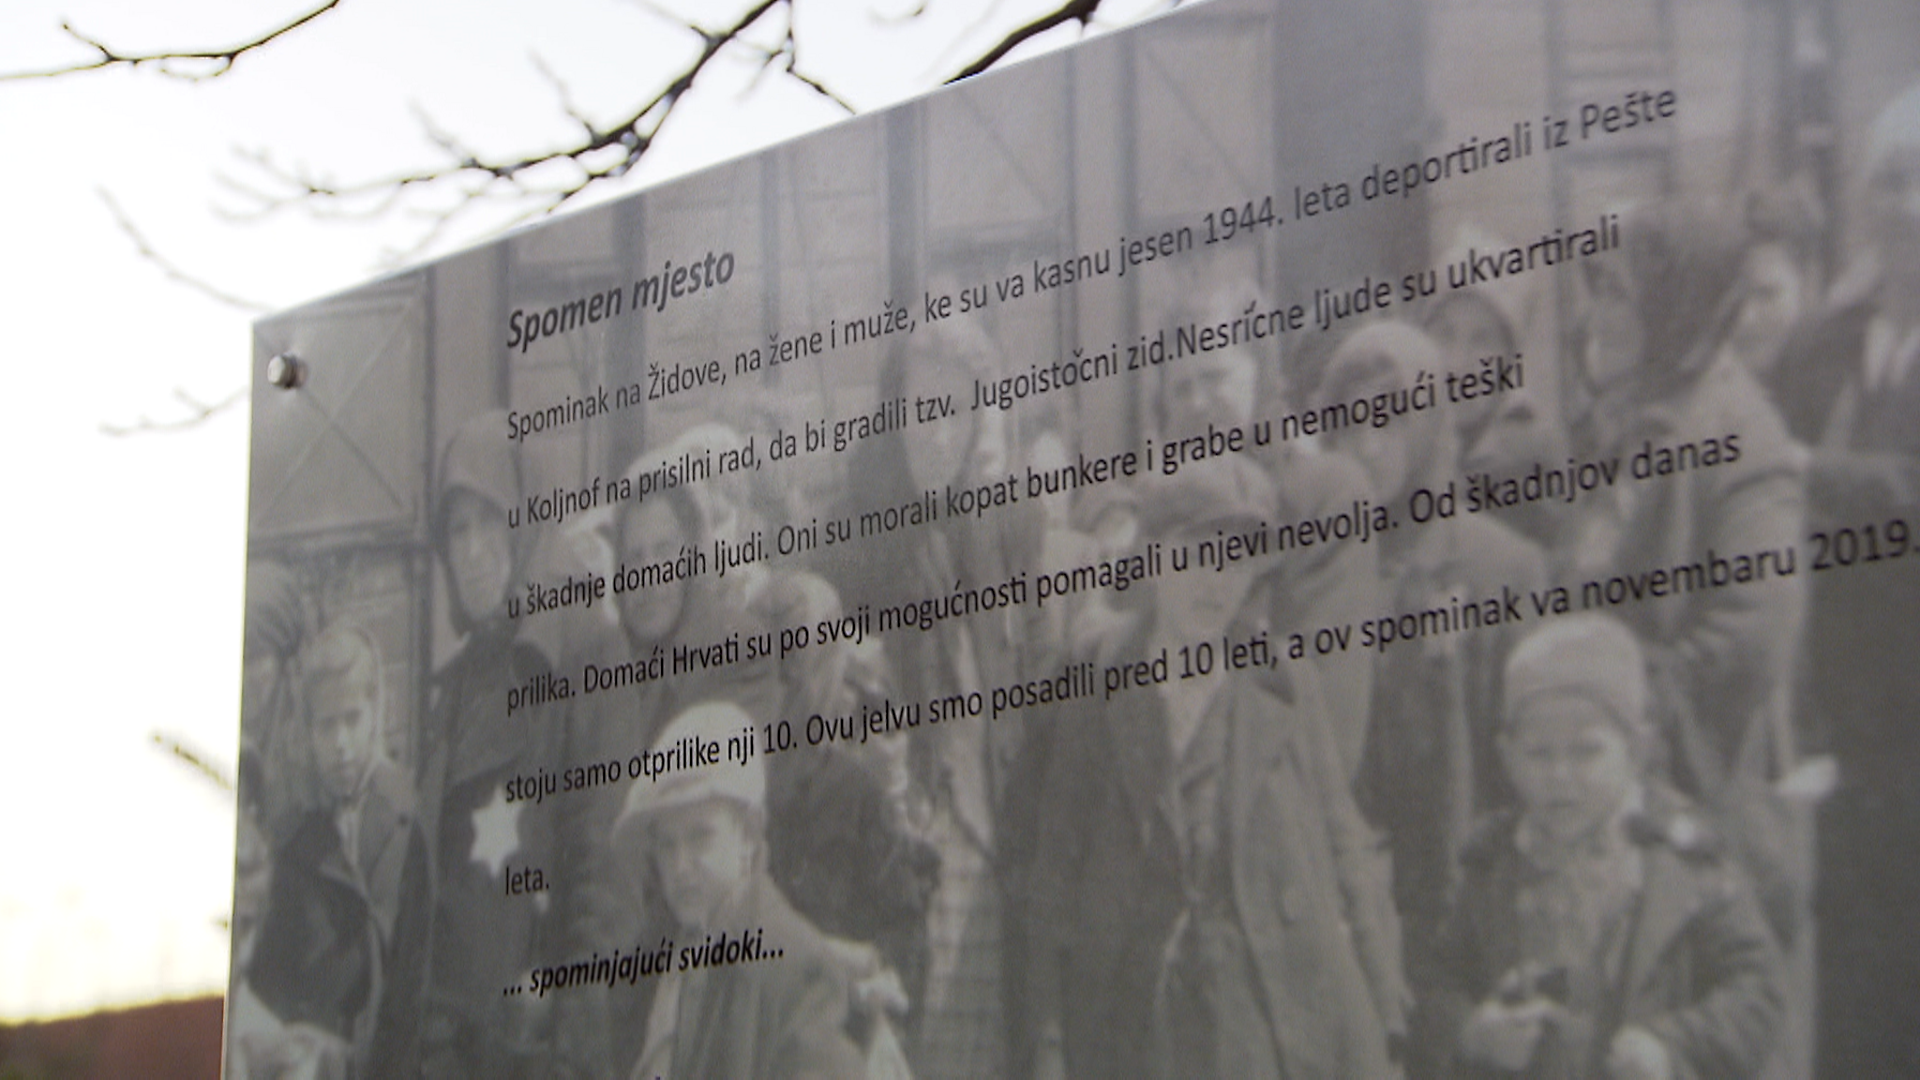 Spomen mjesto
Spominak na Židove, na žene i muže, ke su va kasnu jesen 1944. leta deportirali iz Pešte
u Koljnof na prisilni rad, da bi gradili tzv. Jugoistočni zid.Nesrićne ljude su ukvartirali
u škadnje domaćih ljudi. Oni su morali kopat bunkere i grabe u nemogući teški
prilika. Domaći Hrvati su po svoji mogućnosti pomagali u njevi nevolja. Od škadnjov danas
stoju samo otprilike nji 10. Ovu jelvu smo posadili pred 10 leti, a ov spominak va novembaru 2019.
leta.
... spominjajući svidoki...